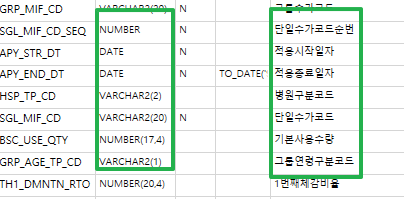 GRP_MIF_CD VARCHAR2(20) N 그룹수가코드
SGL_MIF_CD_SEQ NUMBER N 단일수가코드순번
APY_STR_DT DATE N 적용시작일자
APY_END_DT DATE N TO_DATE(' 적용종료일자
HSP_TP_CD VARCHAR2(2) 병원구분코드
SGL_MIF_CD VARCHAR2(20) N 단일수가코드
BSC_USE_QTY NUMBER(17,4) 기본사용수량
GRP_AGE_TP_CD VARCHAR2(1) 그룹연령구분코드
TH1_DMNTN_RTO NUMBER(20,4) 1번째체감비율